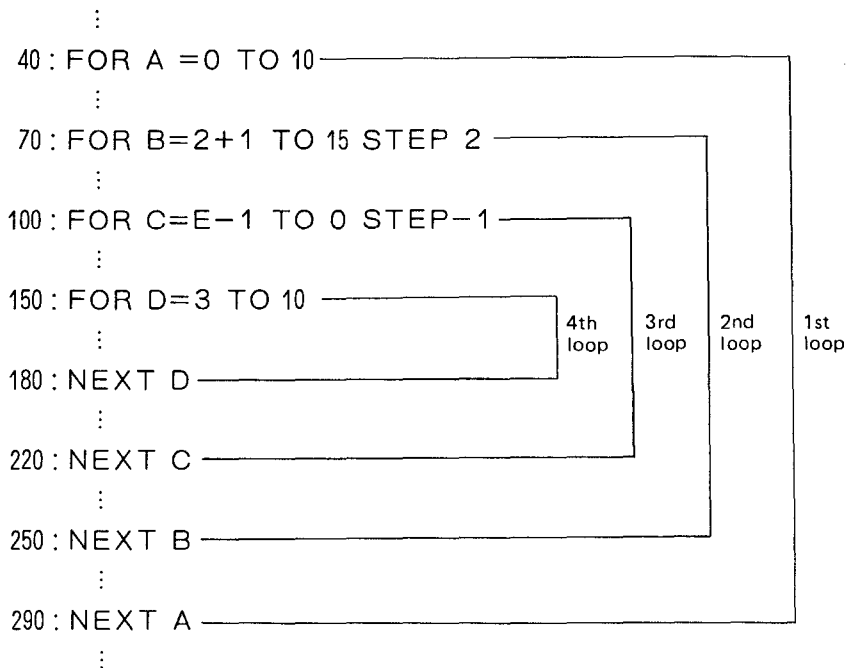 ⋮
40 : FOR A =0 TO 10
⋮
70 : FOR B=2+1 TO 15 STEP 2
⋮
100 : FOR C=E−1 TO 0 STEP−1
⋮
150 : FOR D=3 TO 10
⋮
4th loop
3rd loop
2nd loop
1st loop
180 : NEXT D
⋮
220 : NEXT C
⋮
250 : NEXT B
⋮
290 : NEXT A
⋮